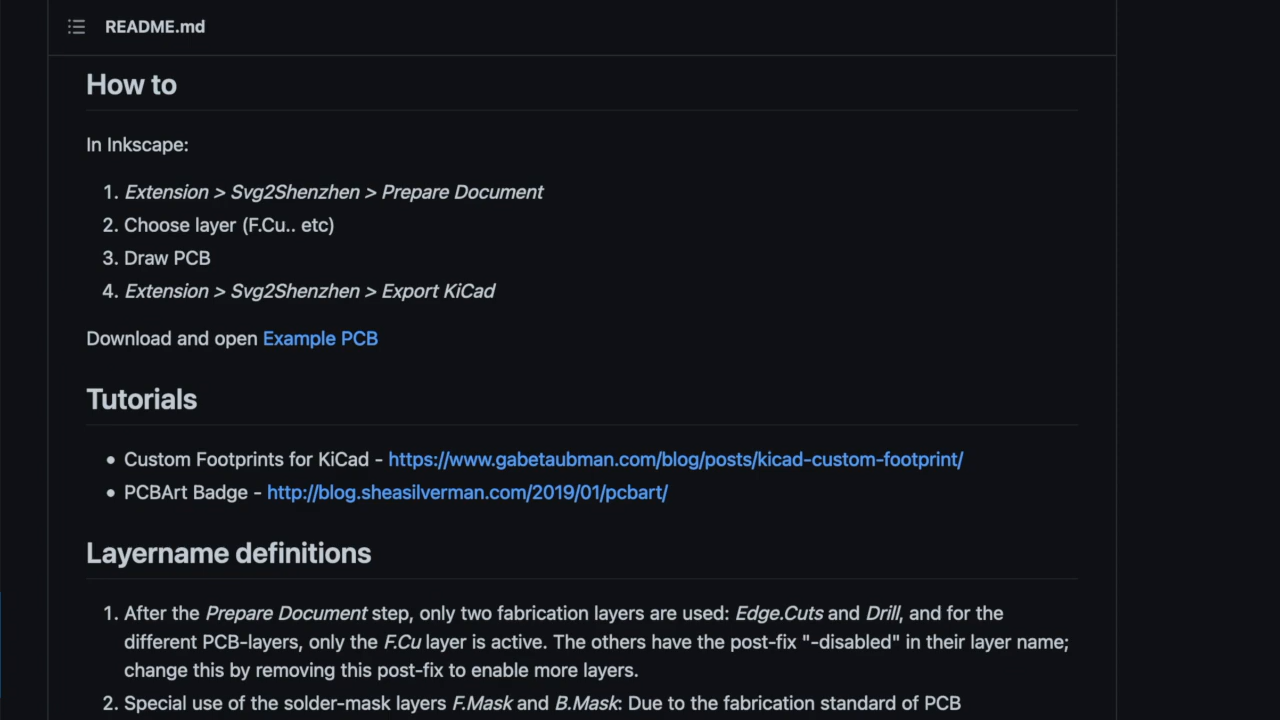 README.md
How to
In Inkscape:
1. Extension > Svg2Shenzhen > Prepare Document
2. Choose layer (F.Cu.. etc)
3. Draw PCB
4. Extension > Svg2Shenzhen > Export KiCad
Download and open Example PCB
Tutorials
• Custom Footprints for KiCad - https://www.gabetaubman.com/blog/posts/kicad-custom-footprint/
• PCBArt Badge - http://blog.sheasilverman.com/2019/01/pcbart/
Layername definitions
1. After the Prepare Document step, only two fabrication layers are used: Edge.Cuts and Drill, and for the
different PCB-layers, only the F.Cu layer is active. The others have the post-fix "-disabled" in their layer name;
change this by removing this post-fix to enable more layers.
2. Special use of the solder-mask layers F.Mask and B.Mask: Due to the fabrication standard of PCB